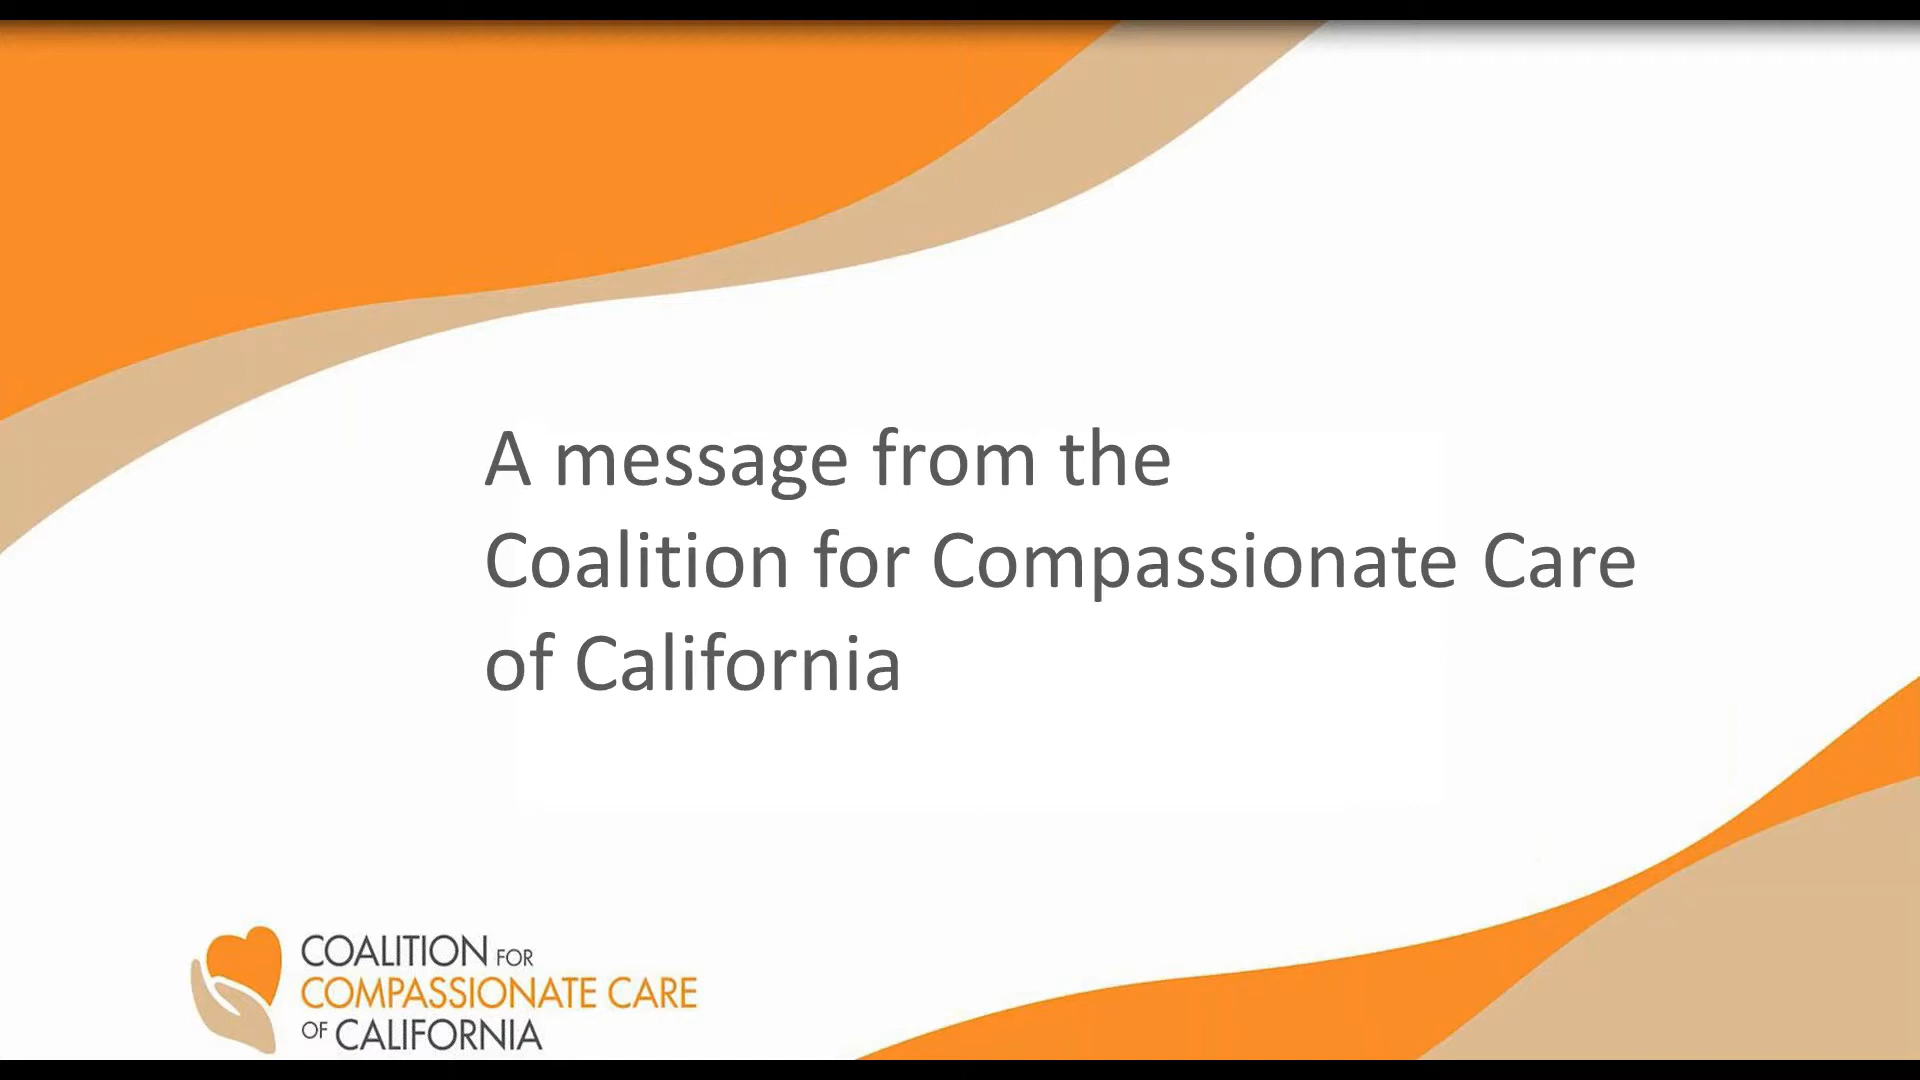 A message from the
Coalition for Compassionate Care
of California
COALITION FOR
COMPASSIONATE CARE
OF CALIFORNIA